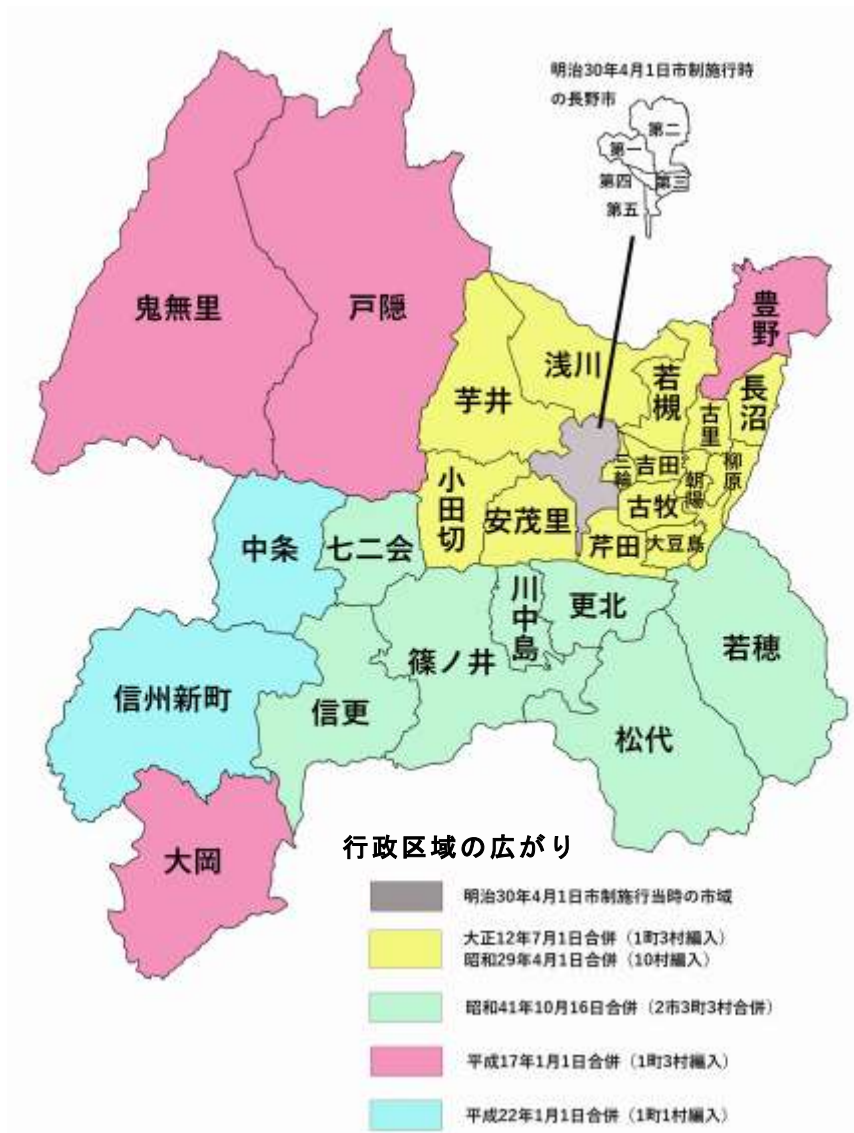 明治30年4月1日市制施行時
の長野市
第二
第一
第四
第三
第五
鬼無里
戸隠
豊野
浅川
若槻
長沼
芋井
古里
三輪
吉田
柳原
朝陽
小田切
安茂里
古牧
芹田
大豆島
中条
七二会
川中島
更北
若穂
篠ノ井
信州新町
信更
松代
大岡
行政区域の広がり
明治30年4月1日市制施行当時の市域
大正12年7月1日合併（1町3村編入）
昭和29年4月1日合併（10村編入）
昭和41年10月16日合併（2市3町3村合併）
平成17年1月1日合併（1町3村編入）
平成22年1月1日合併（1町1村編入）